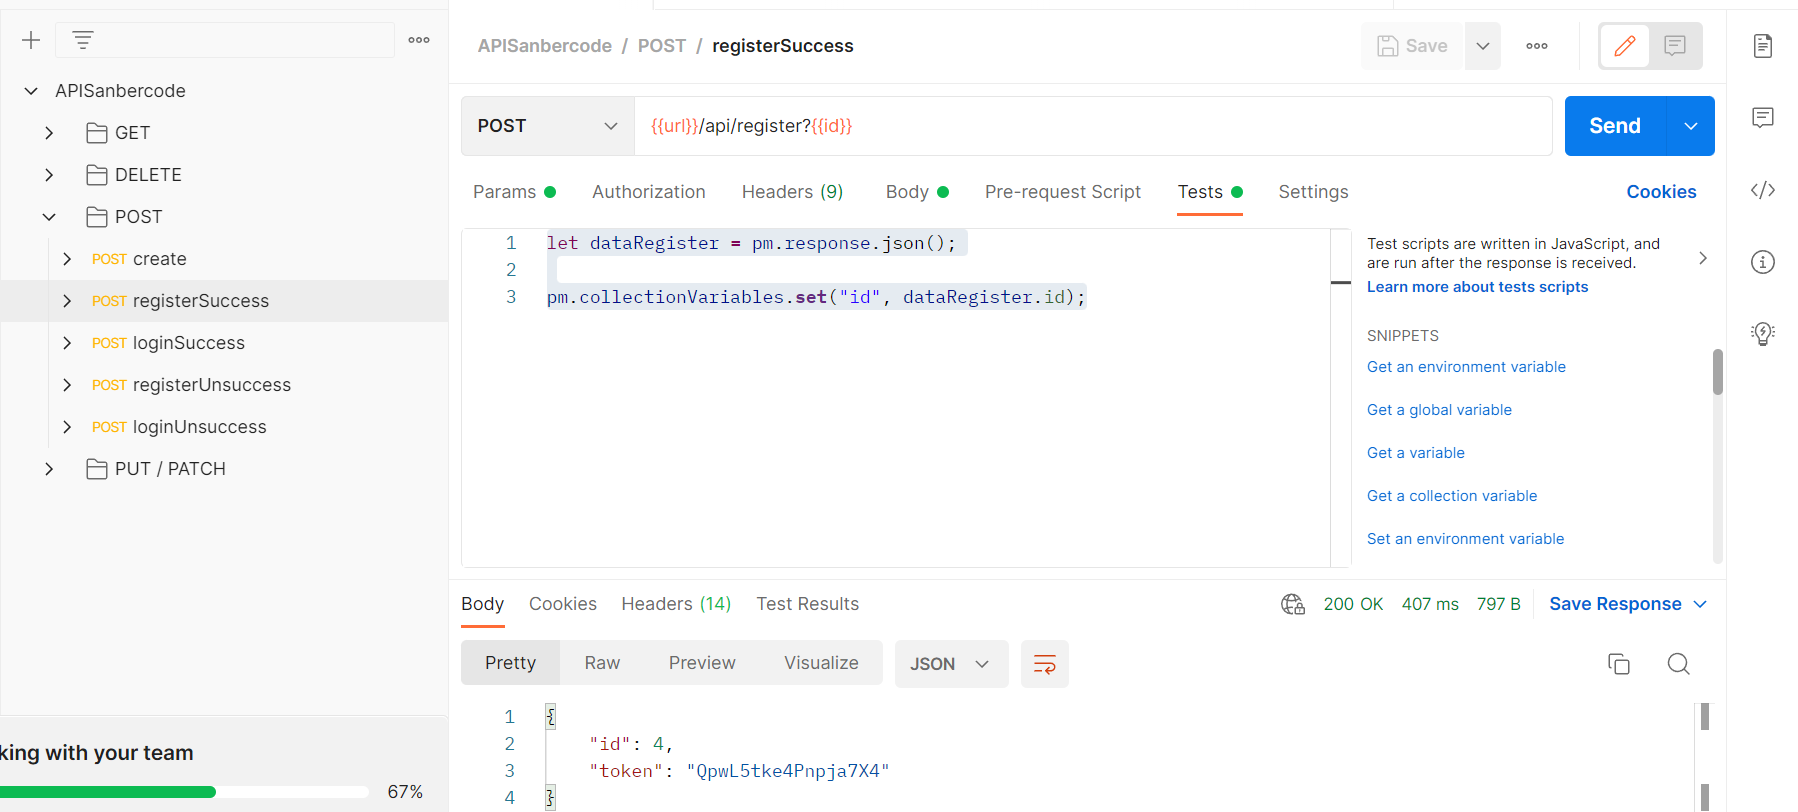 APISanbercode
GET
DELETE
POST
POST create
POST registerSuccess
POST loginSuccess
POST registerUnsuccess
POST loginUnsuccess
PUT / PATCH
king with your team
67%
APISanbercode / POST / registerSuccess
Save
POST
{{url}}/api/register?{{id}}
Send
Params
Authorization
Headers (9)
Body
Pre-request Script
Tests
Settings
Cookies
1 let dataRegister = pm.response.json();
2
3 pm.collectionVariables.set("id", dataRegister.id);
Test scripts are written in JavaScript, and
are run after the response is received.
Learn more about tests scripts
SNIPPETS
Get an environment variable
Get a global variable
Get a variable
Get a collection variable
Set an environment variable
Body
Cookies
Headers (14)
Test Results
200 OK
407 ms
797 B
Save Response
Pretty
Raw
Preview
Visualize
JSON
1 {
2 "id": 4,
3 "token": "QpwL5tke4Pnpja7X4"
4 }